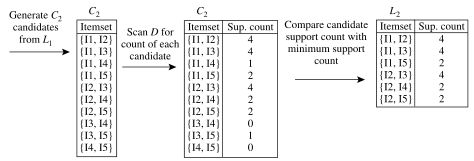 Generate C2 candidates from L1
C2
Itemset
{I1, I2}
{I1, I3}
{I1, I4}
{I1, I5}
{I2, I3}
{I2, I4}
{I2, I5}
{I3, I4}
{I3, I5}
{I4, I5}
Scan D for count of each candidate
C2
Itemset Sup. count
{I1, I2} 4
{I1, I3} 4
{I1, I4} 1
{I1, I5} 2
{I2, I3} 4
{I2, I4} 2
{I2, I5} 2
{I3, I4} 0
{I3, I5} 1
{I4, I5} 0
Compare candidate support count with minimum support count
L2
Itemset Sup. count
{I1, I2} 4
{I1, I3} 4
{I1, I5} 2
{I2, I3} 4
{I2, I4} 2
{I2, I5} 2